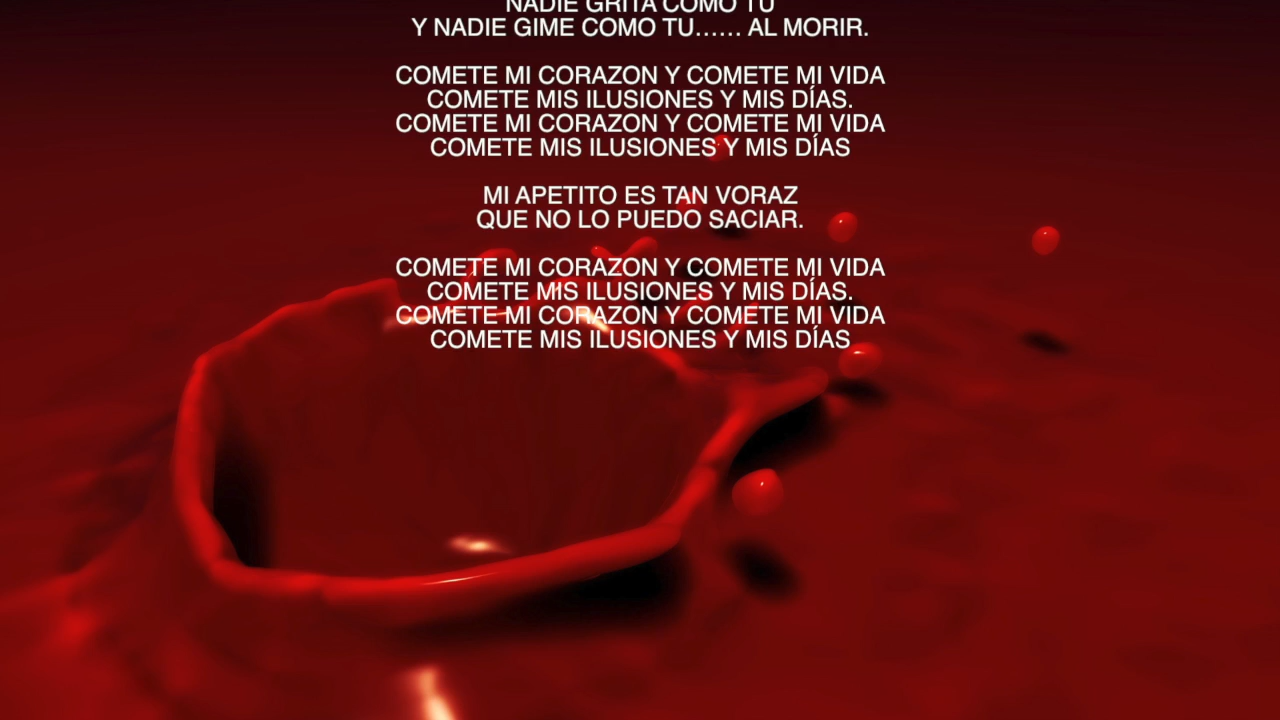 NADIE GRITA COMO TU
Y NADIE GIME COMO TU...... AL MORIR.
COMETE MI CORAZON Y COMETE MI VIDA
COMETE MIS ILUSIONES Y MIS DÍAS.
COMETE MI CORAZON Y COMETE MI VIDA
COMETE MIS ILUSIONES Y MIS DÍAS
MI APETITO ES TAN VORAZ
QUE NO LO PUEDO SACIAR.
COMETE MI CORAZON Y COMETE MI VIDA
COMETE MIS ILUSIONES Y MIS DÍAS.
COMETE MI CORAZON Y COMETE MI VIDA
COMETE MIS ILUSIONES Y MIS DÍAS